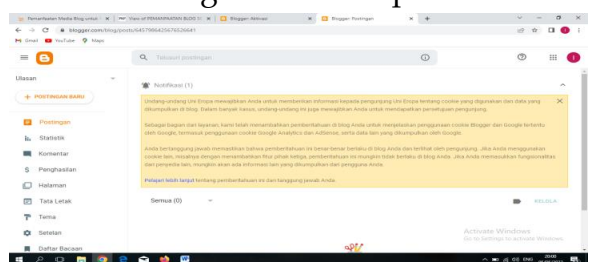 Pemanfaatan Media Blog untuk
View of PEMANFAATAN BLOG DI
Blogger: Aktivasi
Blogger: Postingan
blogger.com/blog/posts/6457986425676526641
Gmail YouTube Maps
Telusuri postingan
Ulasan
+ POSTINGAN BARU
Postingan
Statistik
Komentar
Penghasilan
Halaman
Tata Letak
Tema
Setelan
Daftar Bacaan
Notifikasi (1)
Undang-undang Uni Eropa mewajibkan Anda untuk memberikan informasi kepada pengunjung Uni Eropa tentang cookie yang digunakan dan data yang
dikumpulkan di blog. Dalam banyak kasus, undang-undang ini juga mewajibkan Anda untuk mendapatkan persetujuan pengunjung.
Sebagai bagian dari layanan, kami telah menambahkan pemberitahuan di blog Anda untuk menjelaskan penggunaan cookie Blogger dan Google tertentu
oleh Google, termasuk penggunaan cookie Google Analytics dan AdSense, serta data lain yang dikumpulkan oleh Google.
Anda bertanggung jawab memastikan bahwa pemberitahuan ini benar-benar berlaku di blog Anda dan terlihat oleh pengunjung. Jika Anda menggunakan
cookie lain, misalnya dengan menambahkan fitur pihak ketiga, pemberitahuan ini mungkin tidak berlaku di blog Anda. Jika Anda memasukkan fungsionalitas
dari penyedia lain, mungkin akan ada informasi lain yang dikumpulkan dari pengguna Anda.
Pelajari lebih lanjut tentang pemberitahuan ini dan tanggung jawab Anda.
Semua (0)
KELOLA
Activate Windows
Go to Settings to activate Windows.
ENG
20:08